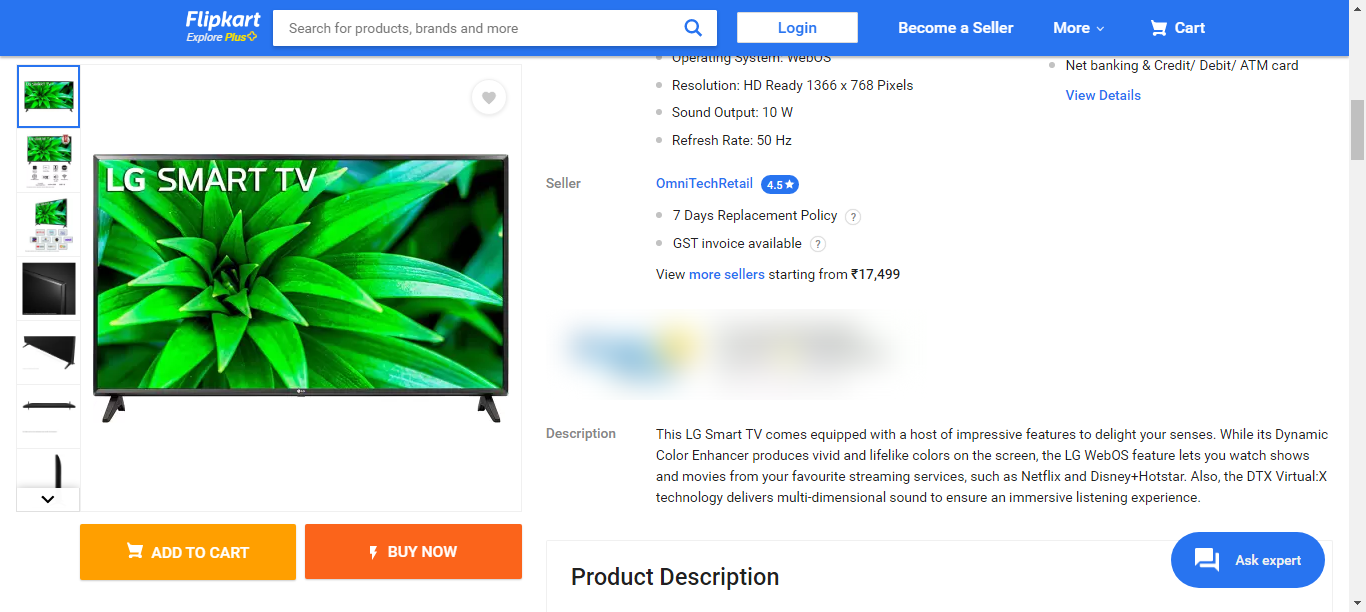 Flipkart
Explore Plus
Search for products, brands and more
Login
Become a Seller
More
Cart
LG SMART TV
Operating System: WebOS
Resolution: HD Ready 1366 x 768 Pixels
Sound Output: 10 W
Refresh Rate: 50 Hz
Net banking & Credit/ Debit/ ATM card
View Details
Seller
OmniTechRetail 4.5★
7 Days Replacement Policy ?
GST invoice available ?
View more sellers starting from ₹17,499
Description
This LG Smart TV comes equipped with a host of impressive features to delight your senses. While its Dynamic
Color Enhancer produces vivid and lifelike colors on the screen, the LG WebOS feature lets you watch shows
and movies from your favourite streaming services, such as Netflix and Disney+Hotstar. Also, the DTX Virtual:X
technology delivers multi-dimensional sound to ensure an immersive listening experience.
ADD TO CART
BUY NOW
Product Description
Ask expert